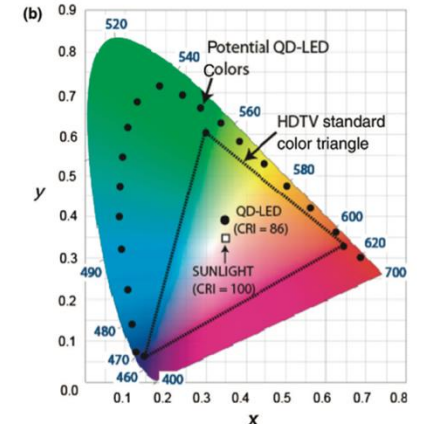 (b)
0.9
0.8
0.7
0.6
0.5
0.4
0.3
0.2
0.1
0.0
y
520
540
Potential QD-LED
Colors
560
HDTV standard
color triangle
580
QD-LED
(CRI = 86)
600
620
SUNLIGHT
(CRI = 100)
490
700
480
470
460
400
0.1 0.2 0.3 0.4 0.5 0.6 0.7 0.8
x